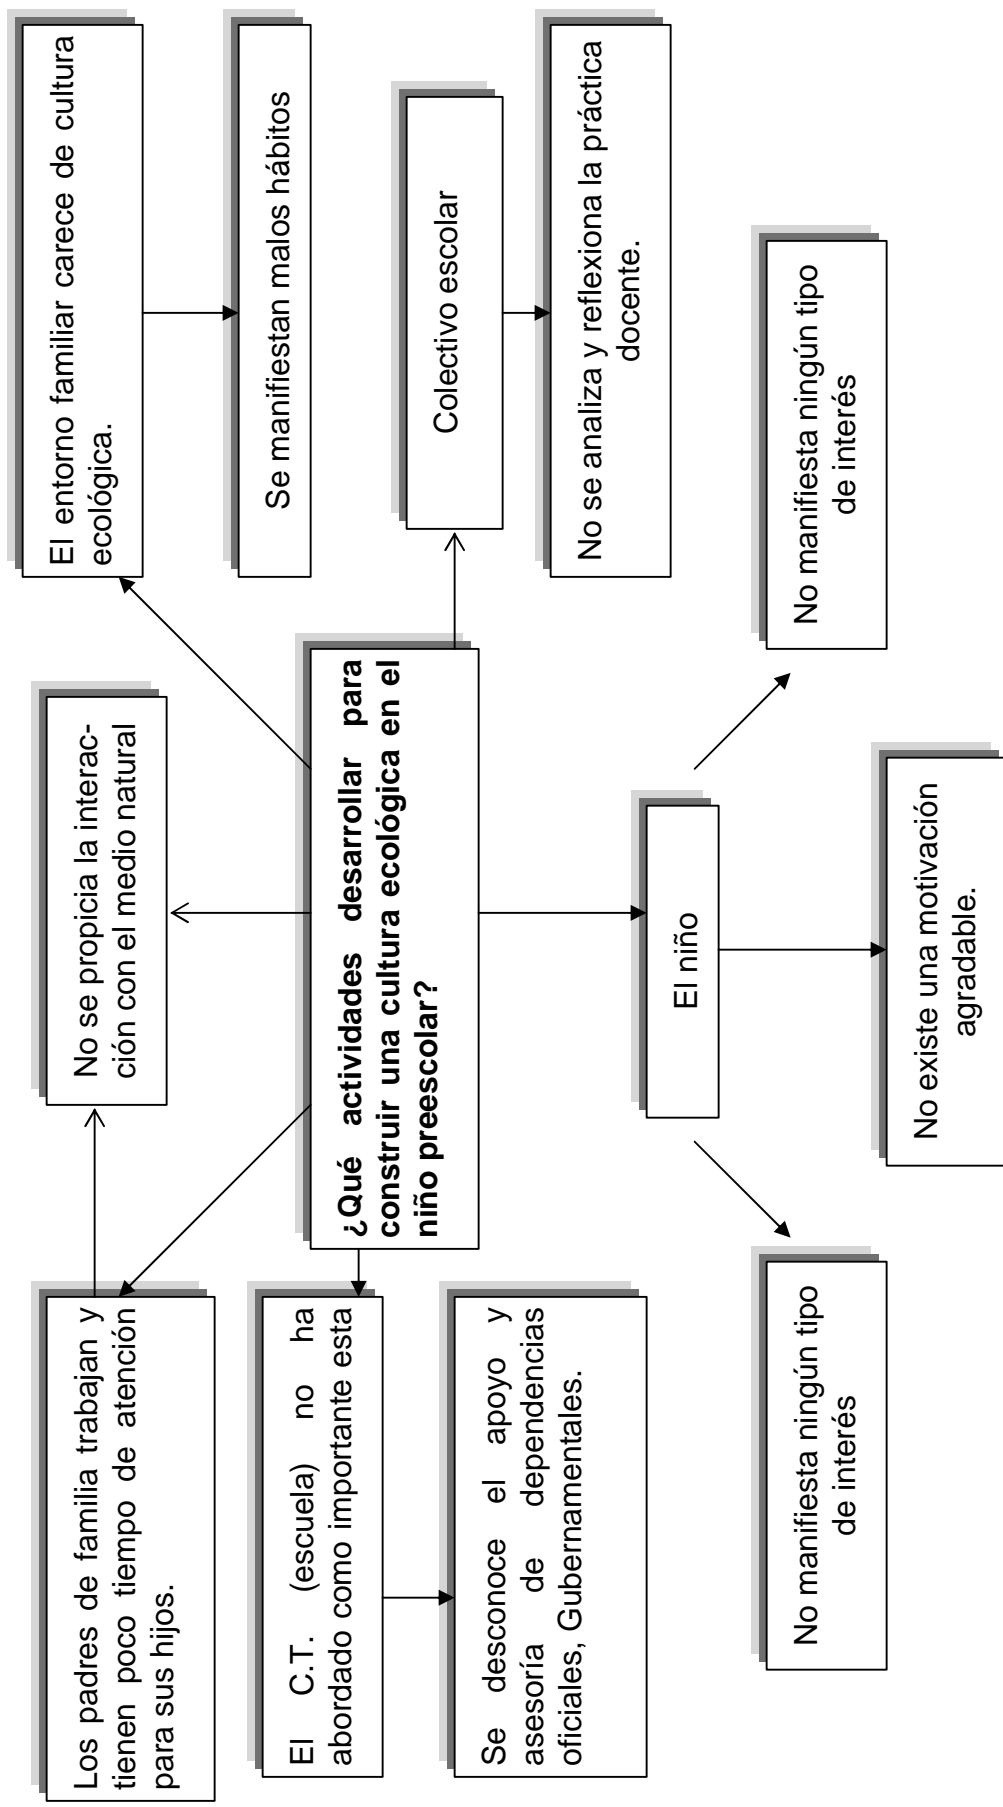 Los padres de familia trabajan y
tienen poco tiempo de atención
para sus hijos.
No se propicia la interac-
ción con el medio natural
El entorno familiar carece de cultura
ecológica.
Se manifiestan malos hábitos
El C.T. (escuela) no ha
abordado como importante esta
¿Qué actividades desarrollar para
construir una cultura ecológica en el
niño preescolar?
Colectivo escolar
Se desconoce el apoyo y
asesoría de dependencias
oficiales, Gubernamentales.
No se analiza y reflexiona la práctica
docente.
El niño
No manifiesta ningún tipo
de interés
No existe una motivación
agradable.
No manifiesta ningún tipo
de interés